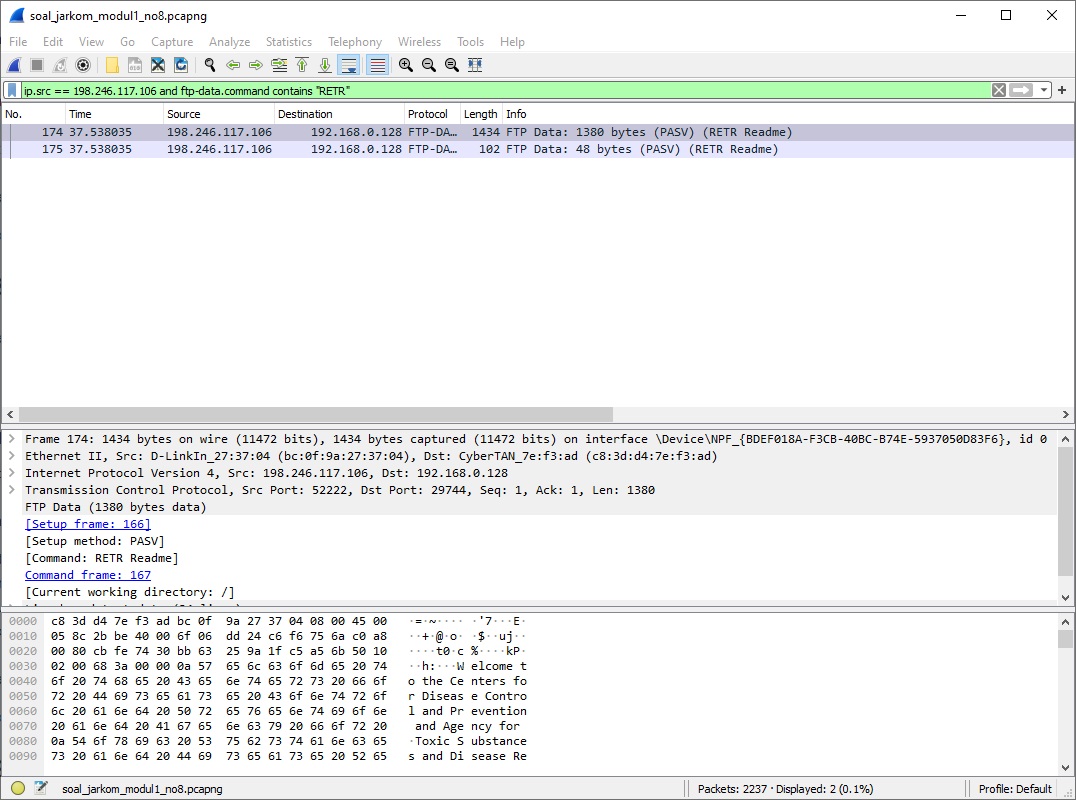 soal_jarkom_modul1_no8.pcapng
File Edit View Go Capture Analyze Statistics Telephony Wireless Tools Help
ip.src == 198.246.117.106 and ftp-data.command contains "RETR"
No. Time Source Destination Protocol Length Info
174 37.538035 198.246.117.106 192.168.0.128 FTP-DA… 1434 FTP Data: 1380 bytes (PASV) (RETR Readme)
175 37.538035 198.246.117.106 192.168.0.128 FTP-DA… 102 FTP Data: 48 bytes (PASV) (RETR Readme)
Frame 174: 1434 bytes on wire (11472 bits), 1434 bytes captured (11472 bits) on interface \Device\NPF_{BDEF018A-F3CB-40BC-B74E-5937050D83F6}, id 0
Ethernet II, Src: D-LinkIn_27:37:04 (bc:0f:9a:27:37:04), Dst: CyberTAN_7e:f3:ad (c8:3d:d4:7e:f3:ad)
Internet Protocol Version 4, Src: 198.246.117.106, Dst: 192.168.0.128
Transmission Control Protocol, Src Port: 52222, Dst Port: 29744, Seq: 1, Ack: 1, Len: 1380
FTP Data (1380 bytes data)
[Setup frame: 166]
[Setup method: PASV]
[Command: RETR Readme]
Command frame: 167
[Current working directory: /]
0000 c8 3d d4 7e f3 ad bc 0f 9a 27 37 04 08 00 45 00 ·=·~···· ·'7···E·
0010 05 8c 2b be 40 00 6f 06 dd 24 c6 f6 75 6a c0 a8 ··+·@·o· ·$··uj··
0020 00 80 cb fe 74 30 bb 63 25 9a 1f c5 a5 6b 50 10 ····t0·c %····kP·
0030 02 00 68 3a 00 00 0a 57 65 6c 63 6f 6d 65 20 74 ··h:···W elcome t
0040 6f 20 74 68 65 20 43 65 6e 74 65 72 73 20 66 6f o the Ce nters fo
0050 72 20 44 69 73 65 61 73 65 20 43 6f 6e 74 72 6f r Diseas e Contro
0060 6c 20 61 6e 64 20 50 72 65 76 65 6e 74 69 6f 6e l and Pr evention
0070 20 61 6e 64 20 41 67 65 6e 63 79 20 66 6f 72 20 and Age ncy for
0080 0a 54 6f 78 69 63 20 53 75 62 73 74 61 6e 63 65 ·Toxic S ubstance
0090 73 20 61 6e 64 20 44 69 73 65 61 73 65 20 52 65 s and Di sease Re
soal_jarkom_modul1_no8.pcapng Packets: 2237 · Displayed: 2 (0.1%) Profile: Default